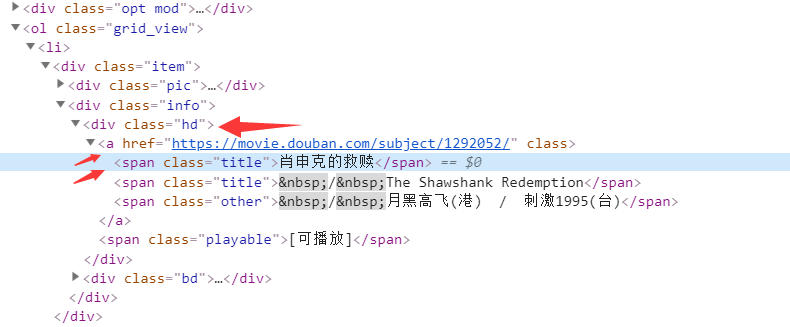 <div class="opt mod">…</div>
<ol class="grid_view">
<li>
<div class="item">
<div class="pic">…</div>
<div class="info">
<div class="hd">
<a href="https://movie.douban.com/subject/1292052/" class>
<span class="title">肖申克的救赎</span> == $0
<span class="title">&nbsp;/&nbsp;The Shawshank Redemption</span>
<span class="other">&nbsp;/&nbsp;月黑高飞(港)  /  刺激1995(台)</span>
</a>
<span class="playable">[可播放]</span>
</div>
<div class="bd">…</div>
</div>
</div>